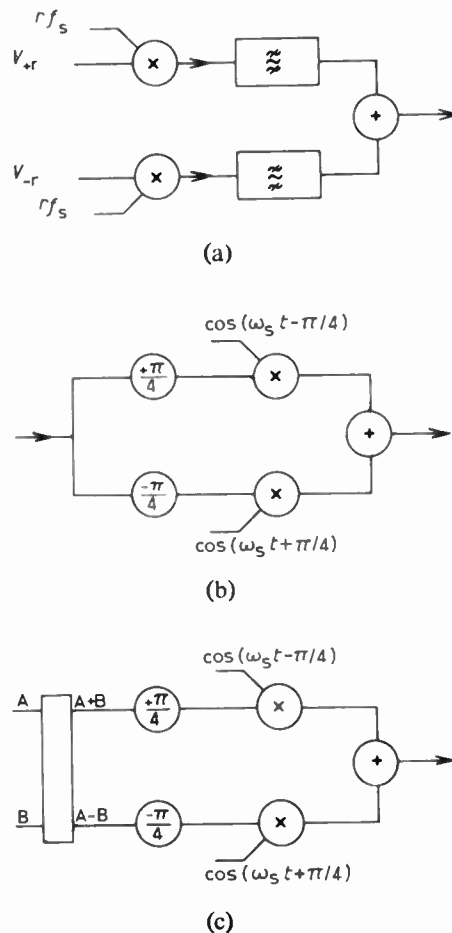 rfs
V+r
×
+
V-r
×
rfs
(a)
cos(ωs t-π/4)
+π/4
×
+
-π/4
×
cos(ωs t+π/4)
(b)
cos(ωs t-π/4)
A
A+B
+π/4
×
+
B
A-B
-π/4
×
cos(ωs t+π/4)
(c)